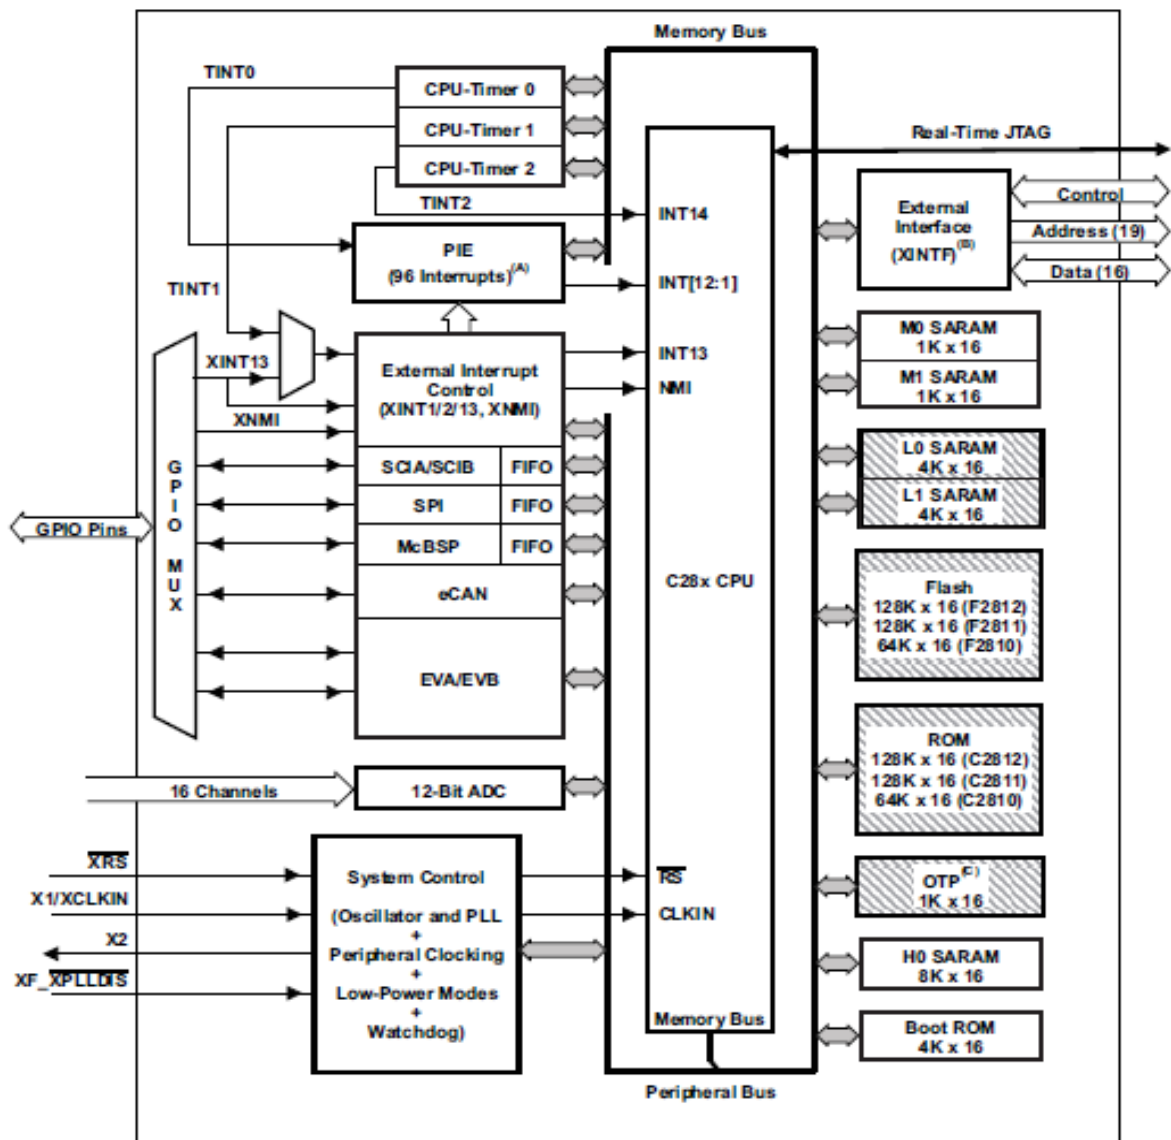 Memory Bus
TINT0
CPU-Timer 0
CPU-Timer 1
CPU-Timer 2
TINT2
Real-Time JTAG
INT14
External
Interface
(XINTF)(B)
Control
Address (19)
Data (16)
PIE
(96 Interrupts)(A)
INT[12:1]
TINT1
XINT13
External Interrupt
Control
(XINT1/2/13, XNMI)
INT13
NMI
XNMI
M0 SARAM
1K x 16
M1 SARAM
1K x 16
L0 SARAM
4K x 16
L1 SARAM
4K x 16
SCIA/SCIB
FIFO
SPI
FIFO
McBSP
FIFO
eCAN
EVA/EVB
GPIO Pins
GPIO MUX
C28x CPU
Flash
128K x 16 (F2812)
128K x 16 (F2811)
64K x 16 (F2810)
ROM
128K x 16 (C2812)
128K x 16 (C2811)
64K x 16 (C2810)
16 Channels
12-Bit ADC
XRS
X1/XCLKIN
X2
XF_XPLLDIS
System Control
(Oscillator and PLL
+
Peripheral Clocking
+
Low-Power Modes
+
Watchdog)
RS
CLKIN
OTP(C)
1K x 16
H0 SARAM
8K x 16
Boot ROM
4K x 16
Memory Bus
Peripheral Bus